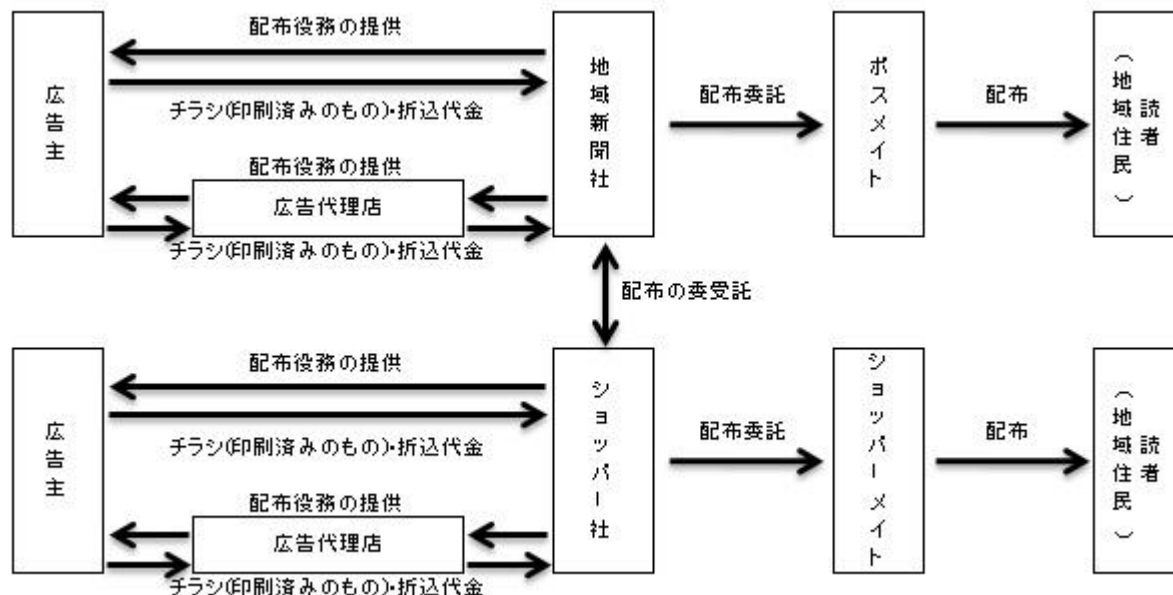 配布役務の提供
広告主
チラシ(印刷済みのもの)・折込代金
配布役務の提供
広告代理店
チラシ(印刷済みのもの)・折込代金
地域新聞社
配布委託
ポスメイト
配布
読者
(地域住民)
配布の委受託
配布役務の提供
広告主
チラシ(印刷済みのもの)・折込代金
配布役務の提供
広告代理店
チラシ(印刷済みのもの)・折込代金
ショッパー社
配布委託
ショッパーメイト
配布
読者
(地域住民)